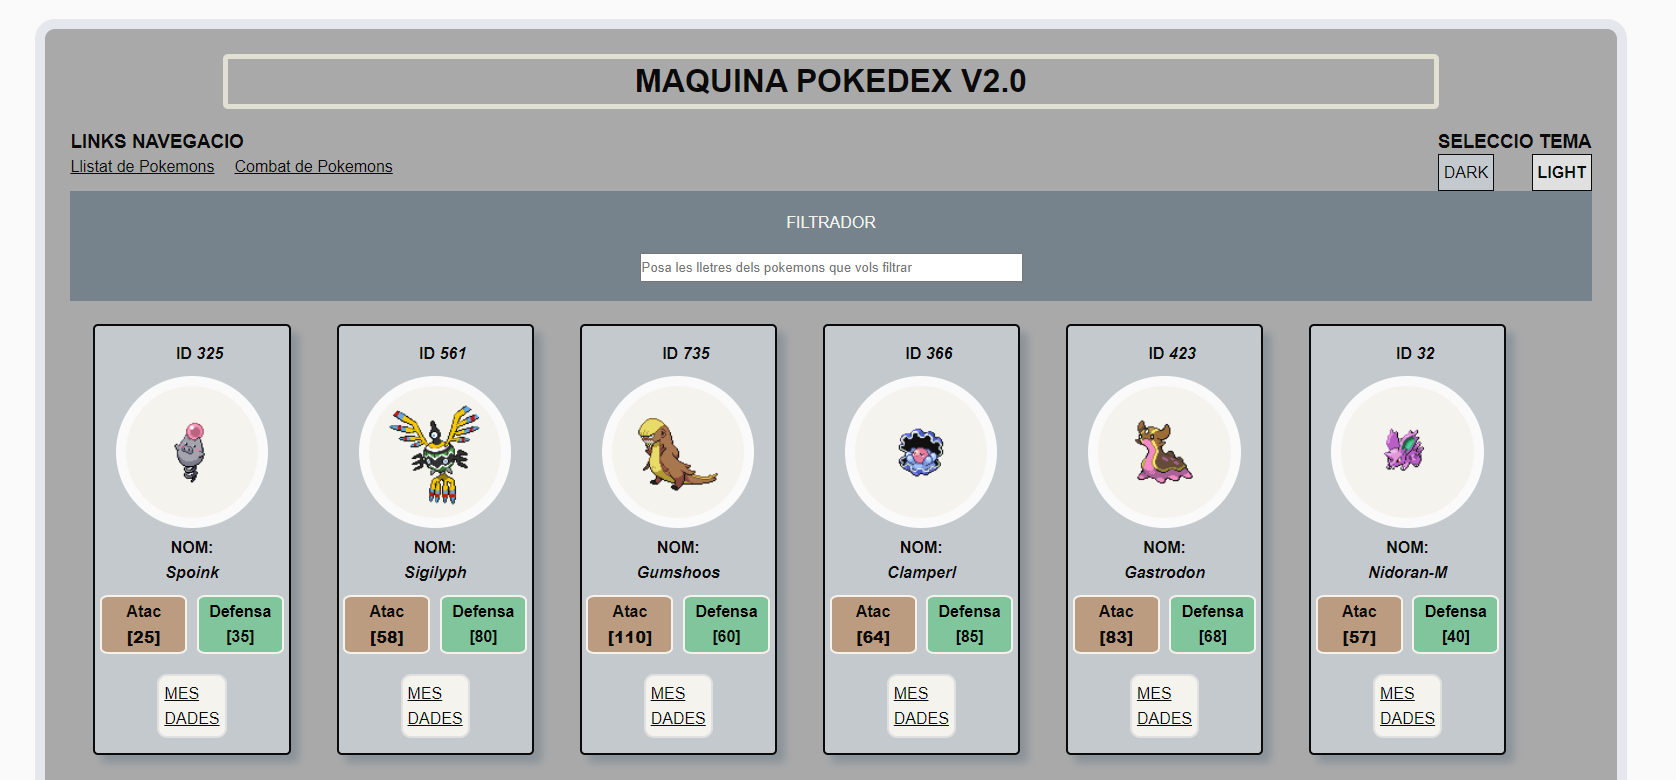 MAQUINA POKEDEX V2.0
LINKS NAVEGACIO
Llistat de Pokemons Combat de Pokemons
SELECCIO TEMA
DARK LIGHT
FILTRADOR
Posa les lletres dels pokemons que vols filtrar
ID 325
NOM:
Spoink
Atac
[25]
Defensa
[35]
MES
DADES
ID 561
NOM:
Sigilyph
Atac
[58]
Defensa
[80]
MES
DADES
ID 735
NOM:
Gumshoos
Atac
[110]
Defensa
[60]
MES
DADES
ID 366
NOM:
Clamperl
Atac
[64]
Defensa
[85]
MES
DADES
ID 423
NOM:
Gastrodon
Atac
[83]
Defensa
[68]
MES
DADES
ID 32
NOM:
Nidoran-M
Atac
[57]
Defensa
[40]
MES
DADES